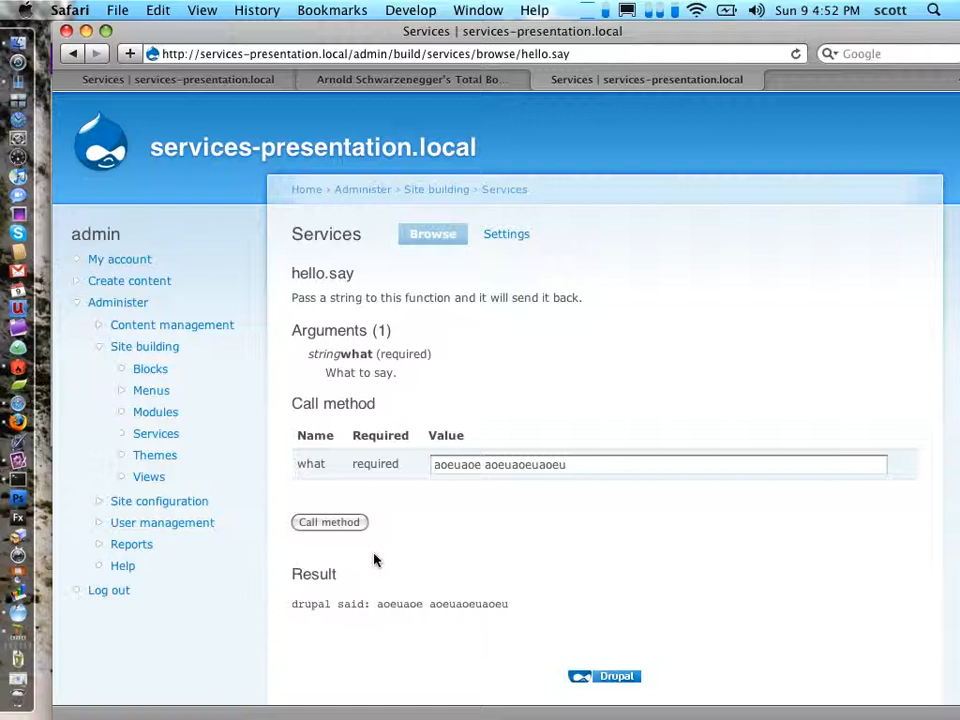 Safari File Edit View History Bookmarks Develop Window Help Sun 9 4:52 PM scott
Services | services-presentation.local
http://services-presentation.local/admin/build/services/browse/hello.say Google
Services | services-presentation.local Arnold Schwarzenegger's Total Bo... Services | services-presentation.local
services-presentation.local
Home › Administer › Site building › Services
admin
My account
Create content
Administer
Content management
Site building
Blocks
Menus
Modules
Services
Themes
Views
Site configuration
User management
Reports
Help
Log out
Services Browse Settings
hello.say
Pass a string to this function and it will send it back.
Arguments (1)
stringwhat (required)
What to say.
Call method
Name Required Value
what required aoeuaoe aoeuaoeuaoeu
Call method
Result
drupal said: aoeuaoe aoeuaoeuaoeu
Drupal